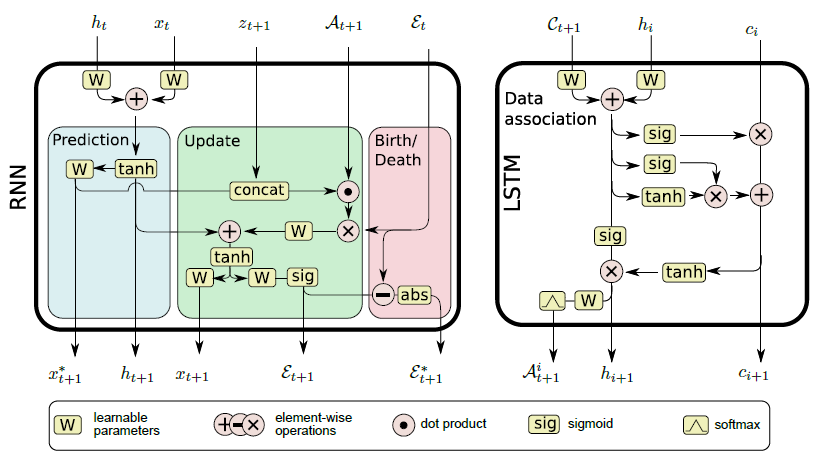 h_t x_t z_{t+1} A_{t+1} E_t C_{t+1} h_i c_i
RNN
W W
+
Prediction
W tanh
Update
concat
•
+ W ×
tanh
W W sig
Birth/
Death
− abs
x*_{t+1} h_{t+1} x_{t+1} E_{t+1} E*_{t+1}
LSTM
W W
+
Data
association
sig ×
sig
tanh × +
sig
× tanh
W
A^i_{t+1} h_{i+1} c_{i+1}
W learnable
parameters
+ − × element-wise
operations
• dot product
sig sigmoid
softmax